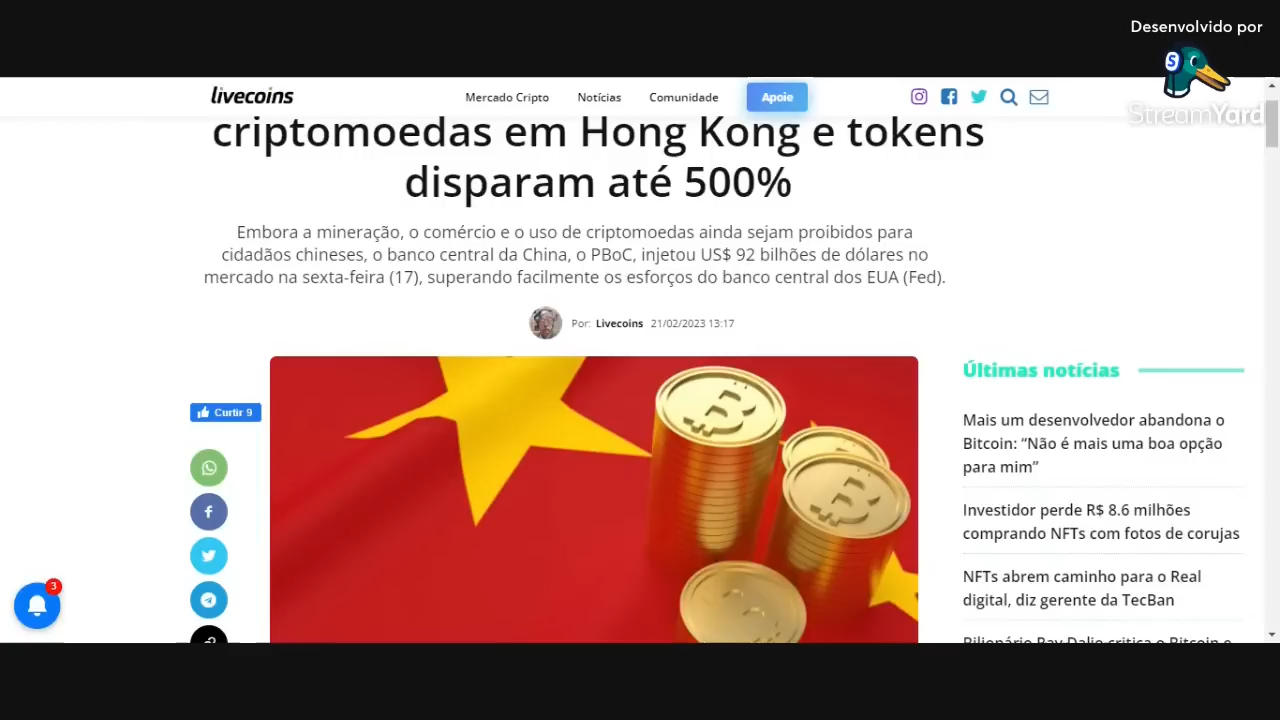 Desenvolvido por
S
StreamYard
livecoins
Mercado Cripto
Notícias
Comunidade
Apoie
criptomoedas em Hong Kong e tokens
disparam até 500%
Embora a mineração, o comércio e o uso de criptomoedas ainda sejam proibidos para
cidadãos chineses, o banco central da China, o PBoC, injetou US$ 92 bilhões de dólares no
mercado na sexta-feira (17), superando facilmente os esforços do banco central dos EUA (Fed).
Por: Livecoins 21/02/2023 13:17
Curtir 9
3
Últimas notícias
Mais um desenvolvedor abandona o
Bitcoin: “Não é mais uma boa opção
para mim”
Investidor perde R$ 8.6 milhões
comprando NFTs com fotos de corujas
NFTs abrem caminho para o Real
digital, diz gerente da TecBan
Bilionário Ray Dalio critica o Bitcoin e